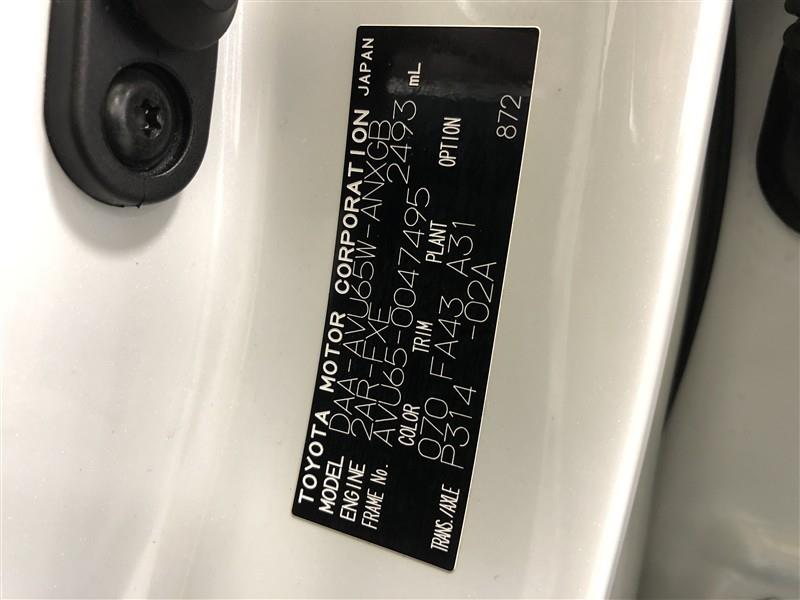 TOYOTA MOTOR CORPORATION JAPAN
MODEL DAA-AVU65W-ANXGB
ENGINE 2AR-FXE 2493 mL
FRAME No. AVU65-0047495
COLOR TRIM PLANT OPTION
070 FA43 A31 872
TRANS./AXLE P314 -02A